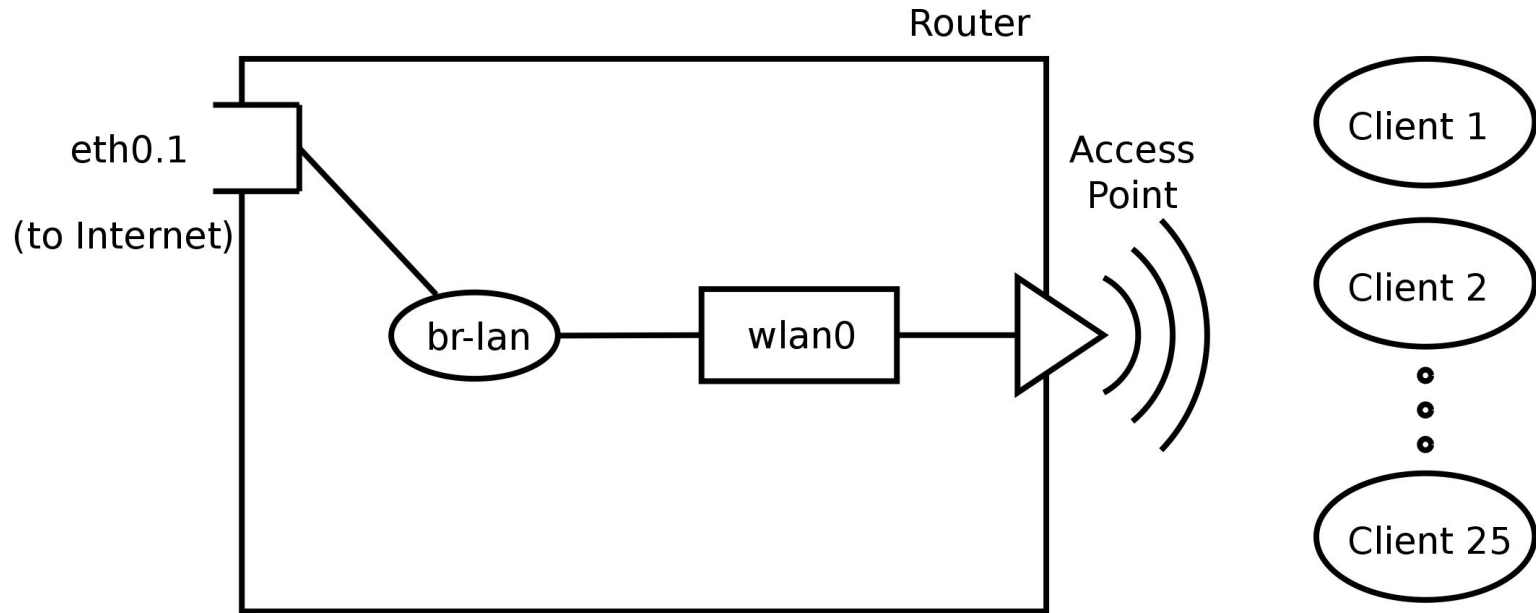 Router
eth0.1
(to Internet)
br-lan
wlan0
Access
Point
Client 1
Client 2
Client 25